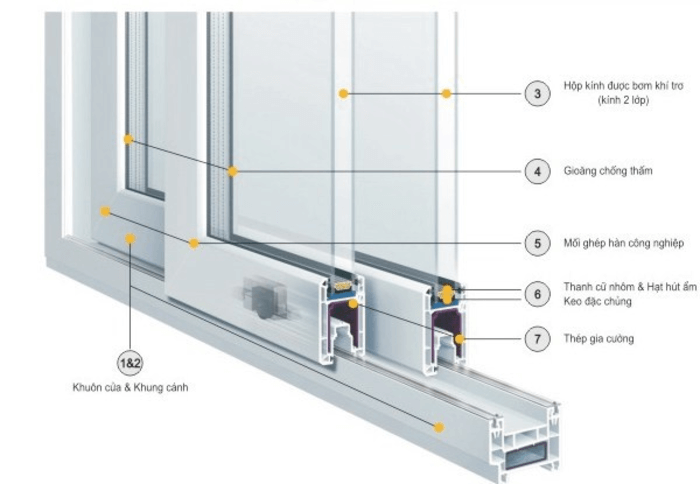 3
Hộp kính được bơm khí trơ
(kính 2 lớp)
4
Gioăng chống thấm
5
Mối ghép hàn công nghiệp
6
Thanh cũ nhôm & Hạt hút ẩm
Keo đặc chủng
7
Thép gia cường
1&2
Khuôn cửa & Khung cánh